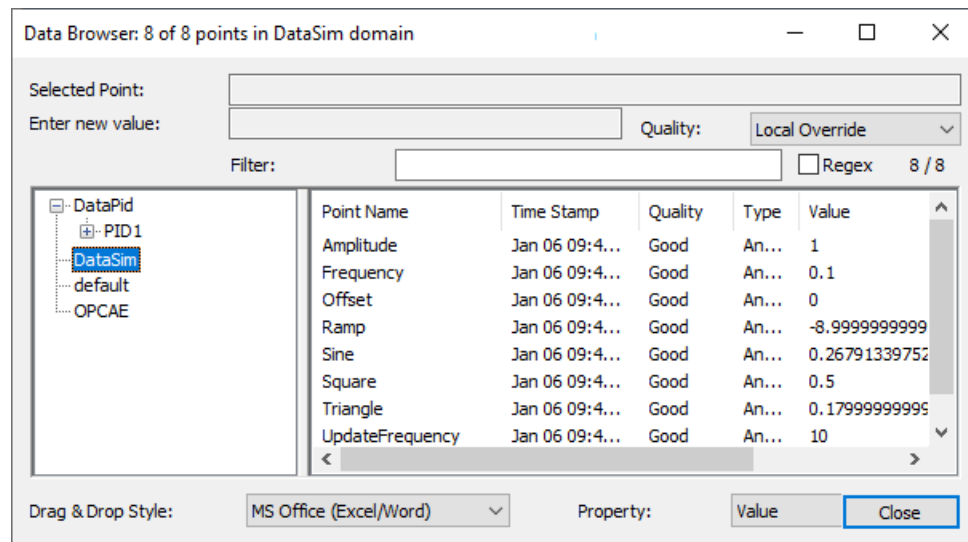 Data Browser: 8 of 8 points in DataSim domain
Selected Point:
Enter new value: Quality: Local Override
Filter: Regex 8 / 8
DataPid
PID1
DataSim
default
OPCAE
Point Name Time Stamp Quality Type Value
Amplitude Jan 06 09:4... Good An... 1
Frequency Jan 06 09:4... Good An... 0.1
Offset Jan 06 09:4... Good An... 0
Ramp Jan 06 09:4... Good An... -8.9999999999
Sine Jan 06 09:4... Good An... 0.26791339752
Square Jan 06 09:4... Good An... 0.5
Triangle Jan 06 09:4... Good An... 0.17999999999
UpdateFrequency Jan 06 09:4... Good An... 10
Drag & Drop Style: MS Office (Excel/Word) Property: Value Close